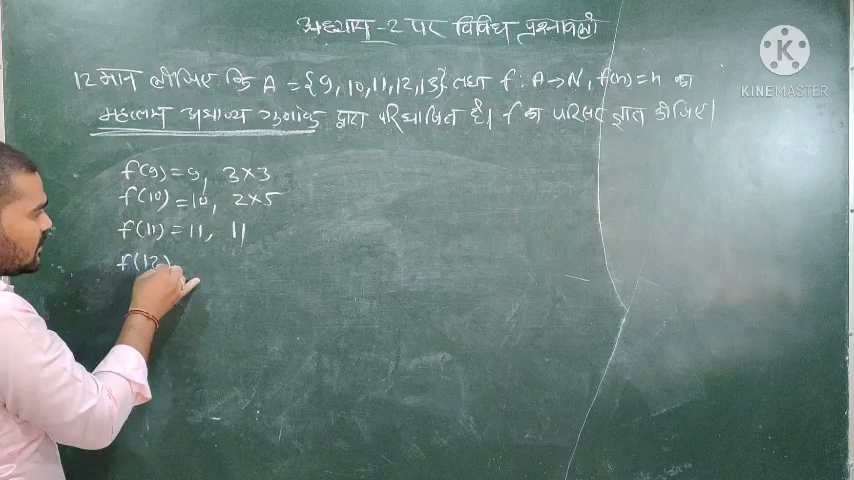 अध्याय-2 पर विविध प्रश्नावली
12 मान लीजिए कि A = {9, 10, 11, 12, 13} तथा f : A→N, f(n) = n का
महत्तम अभाज्य गुणांक द्वारा परिभाषित है। f का परिसर ज्ञात कीजिए।
f(9) = 9, 3×3
f(10) = 10, 2×5
f(11) = 11, 11
f(12)
KINEMASTER